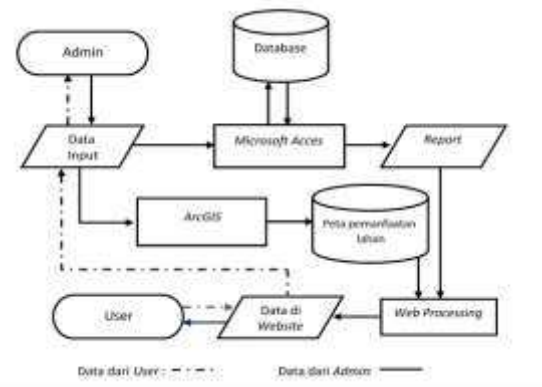 Admin
Database
Data
Input
Microsoft Acces
Report
ArcGIS
Peta pemanfaatan
lahan
User
Data di
Website
Web Processing
Data dari User :
Data dari Admin